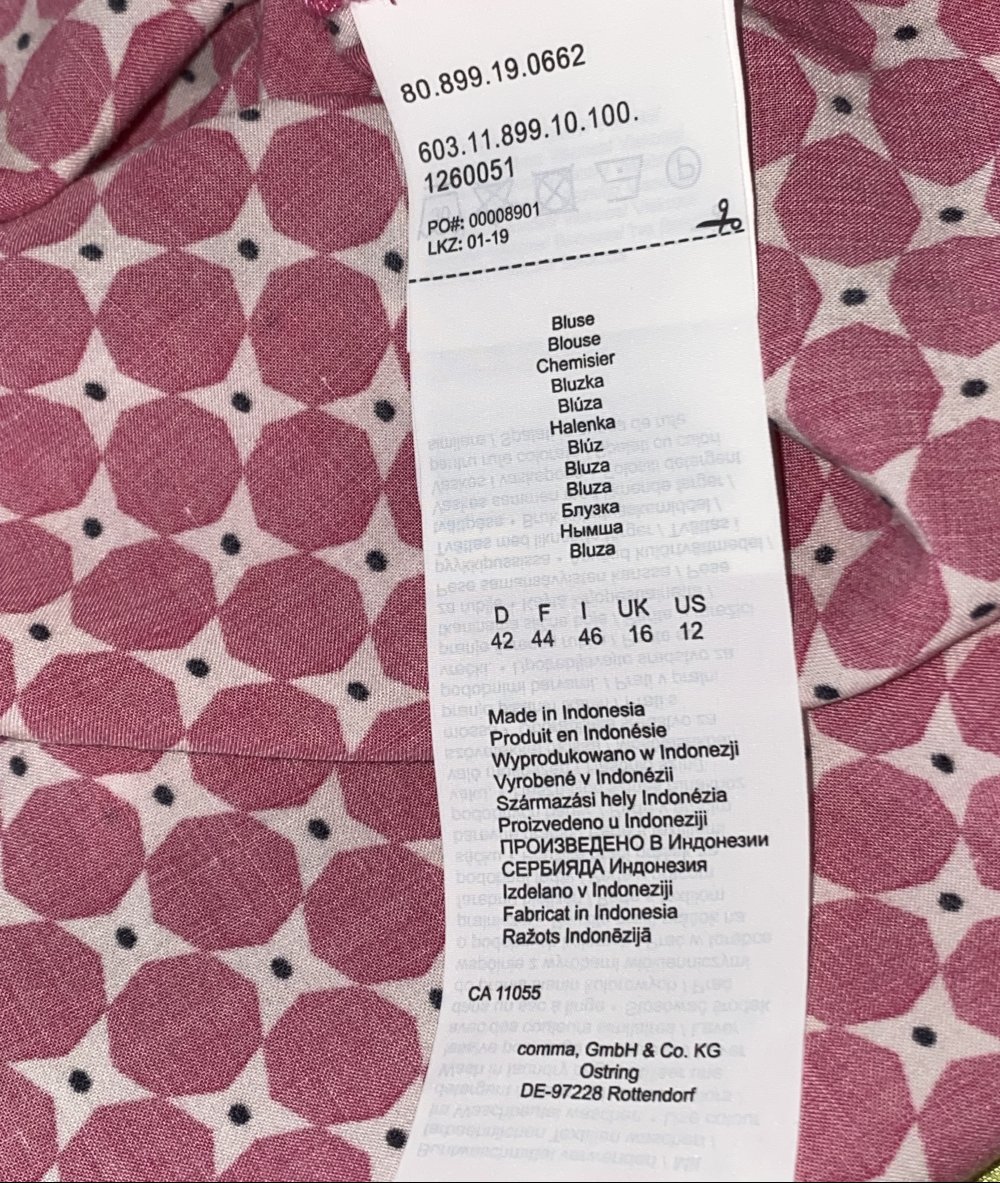 80.899.19.0662
603.11.899.10.100.
1260051
PO#: 00008901
LKZ: 01-19
Bluse
Blouse
Chemisier
Bluzka
Blúza
Halenka
Blúz
Bluza
Bluza
Блузка
Нымша
Bluza
D F I UK US
42 44 46 16 12
Made in Indonesia
Produit en Indonésie
Wyprodukowano w Indonezji
Vyrobené v Indonézii
Származási hely Indonézia
Proizvedeno u Indoneziji
ПРОИЗВЕДЕНО В Индонезии
СЕРБИЯДА Индонезия
Izdelano v Indoneziji
Fabricat in Indonesia
Ražots Indonēzijā
CA 11055
comma, GmbH & Co. KG
Ostring
DE-97228 Rottendorf